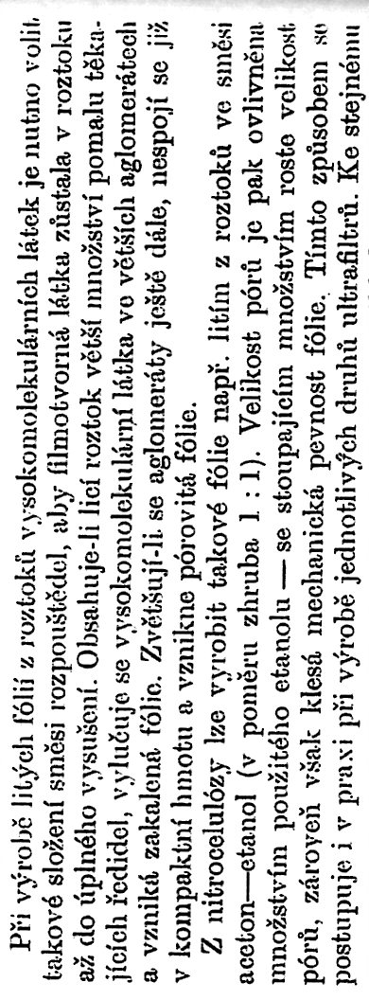 Při výrobě litých fólií z roztoků vysokomolekulárních látek je nutno volit
takové složení směsi rozpouštědel, aby filmotvorná látka zůstala v roztoku
až do úplného vysušení. Obsahuje-li licí roztok větší množství pomalu těka-
jících ředidel, vylučuje se vysokomolekulární látka ve větších aglomerátech
a vzniká zakalená fólie. Zvětšují-li se aglomeráty ještě dále, nespojí se již
v kompaktní hmotu a vznikne pórovitá fólie.
Z nitrocelulózy lze vyrobit takové fólie např. litím z roztoků ve směsi
aceton—etanol (v poměru zhruba 1 : 1). Velikost pórů je pak ovlivněna
množstvím použitého etanolu — se stoupajícím množstvím roste velikost
pórů, zároveň však klesá mechanická pevnost fólie. Tímto způsobem se
postupuje i v praxi při výrobě jednotlivých druhů ultrafiltrů. Ke stejnému